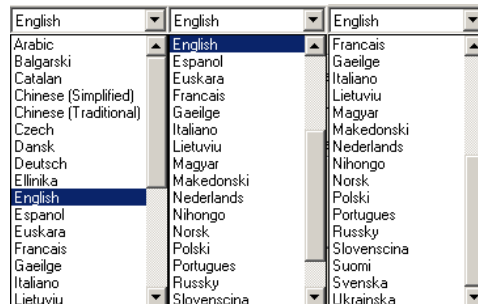 English
Arabic
Balgarski
Catalan
Chinese (Simplified)
Chinese (Traditional)
Czech
Dansk
Deutsch
Ellinika
English
Espanol
Euskara
Francais
Gaeilge
Italiano
Lietuviu
English
English
Espanol
Euskara
Francais
Gaeilge
Italiano
Lietuviu
Magyar
Makedonski
Nederlands
Nihongo
Norsk
Polski
Portugues
Russky
Slovenscina
English
Francais
Gaeilge
Italiano
Lietuviu
Magyar
Makedonski
Nederlands
Nihongo
Norsk
Polski
Portugues
Russky
Slovenscina
Suomi
Svenska
Ukrainska